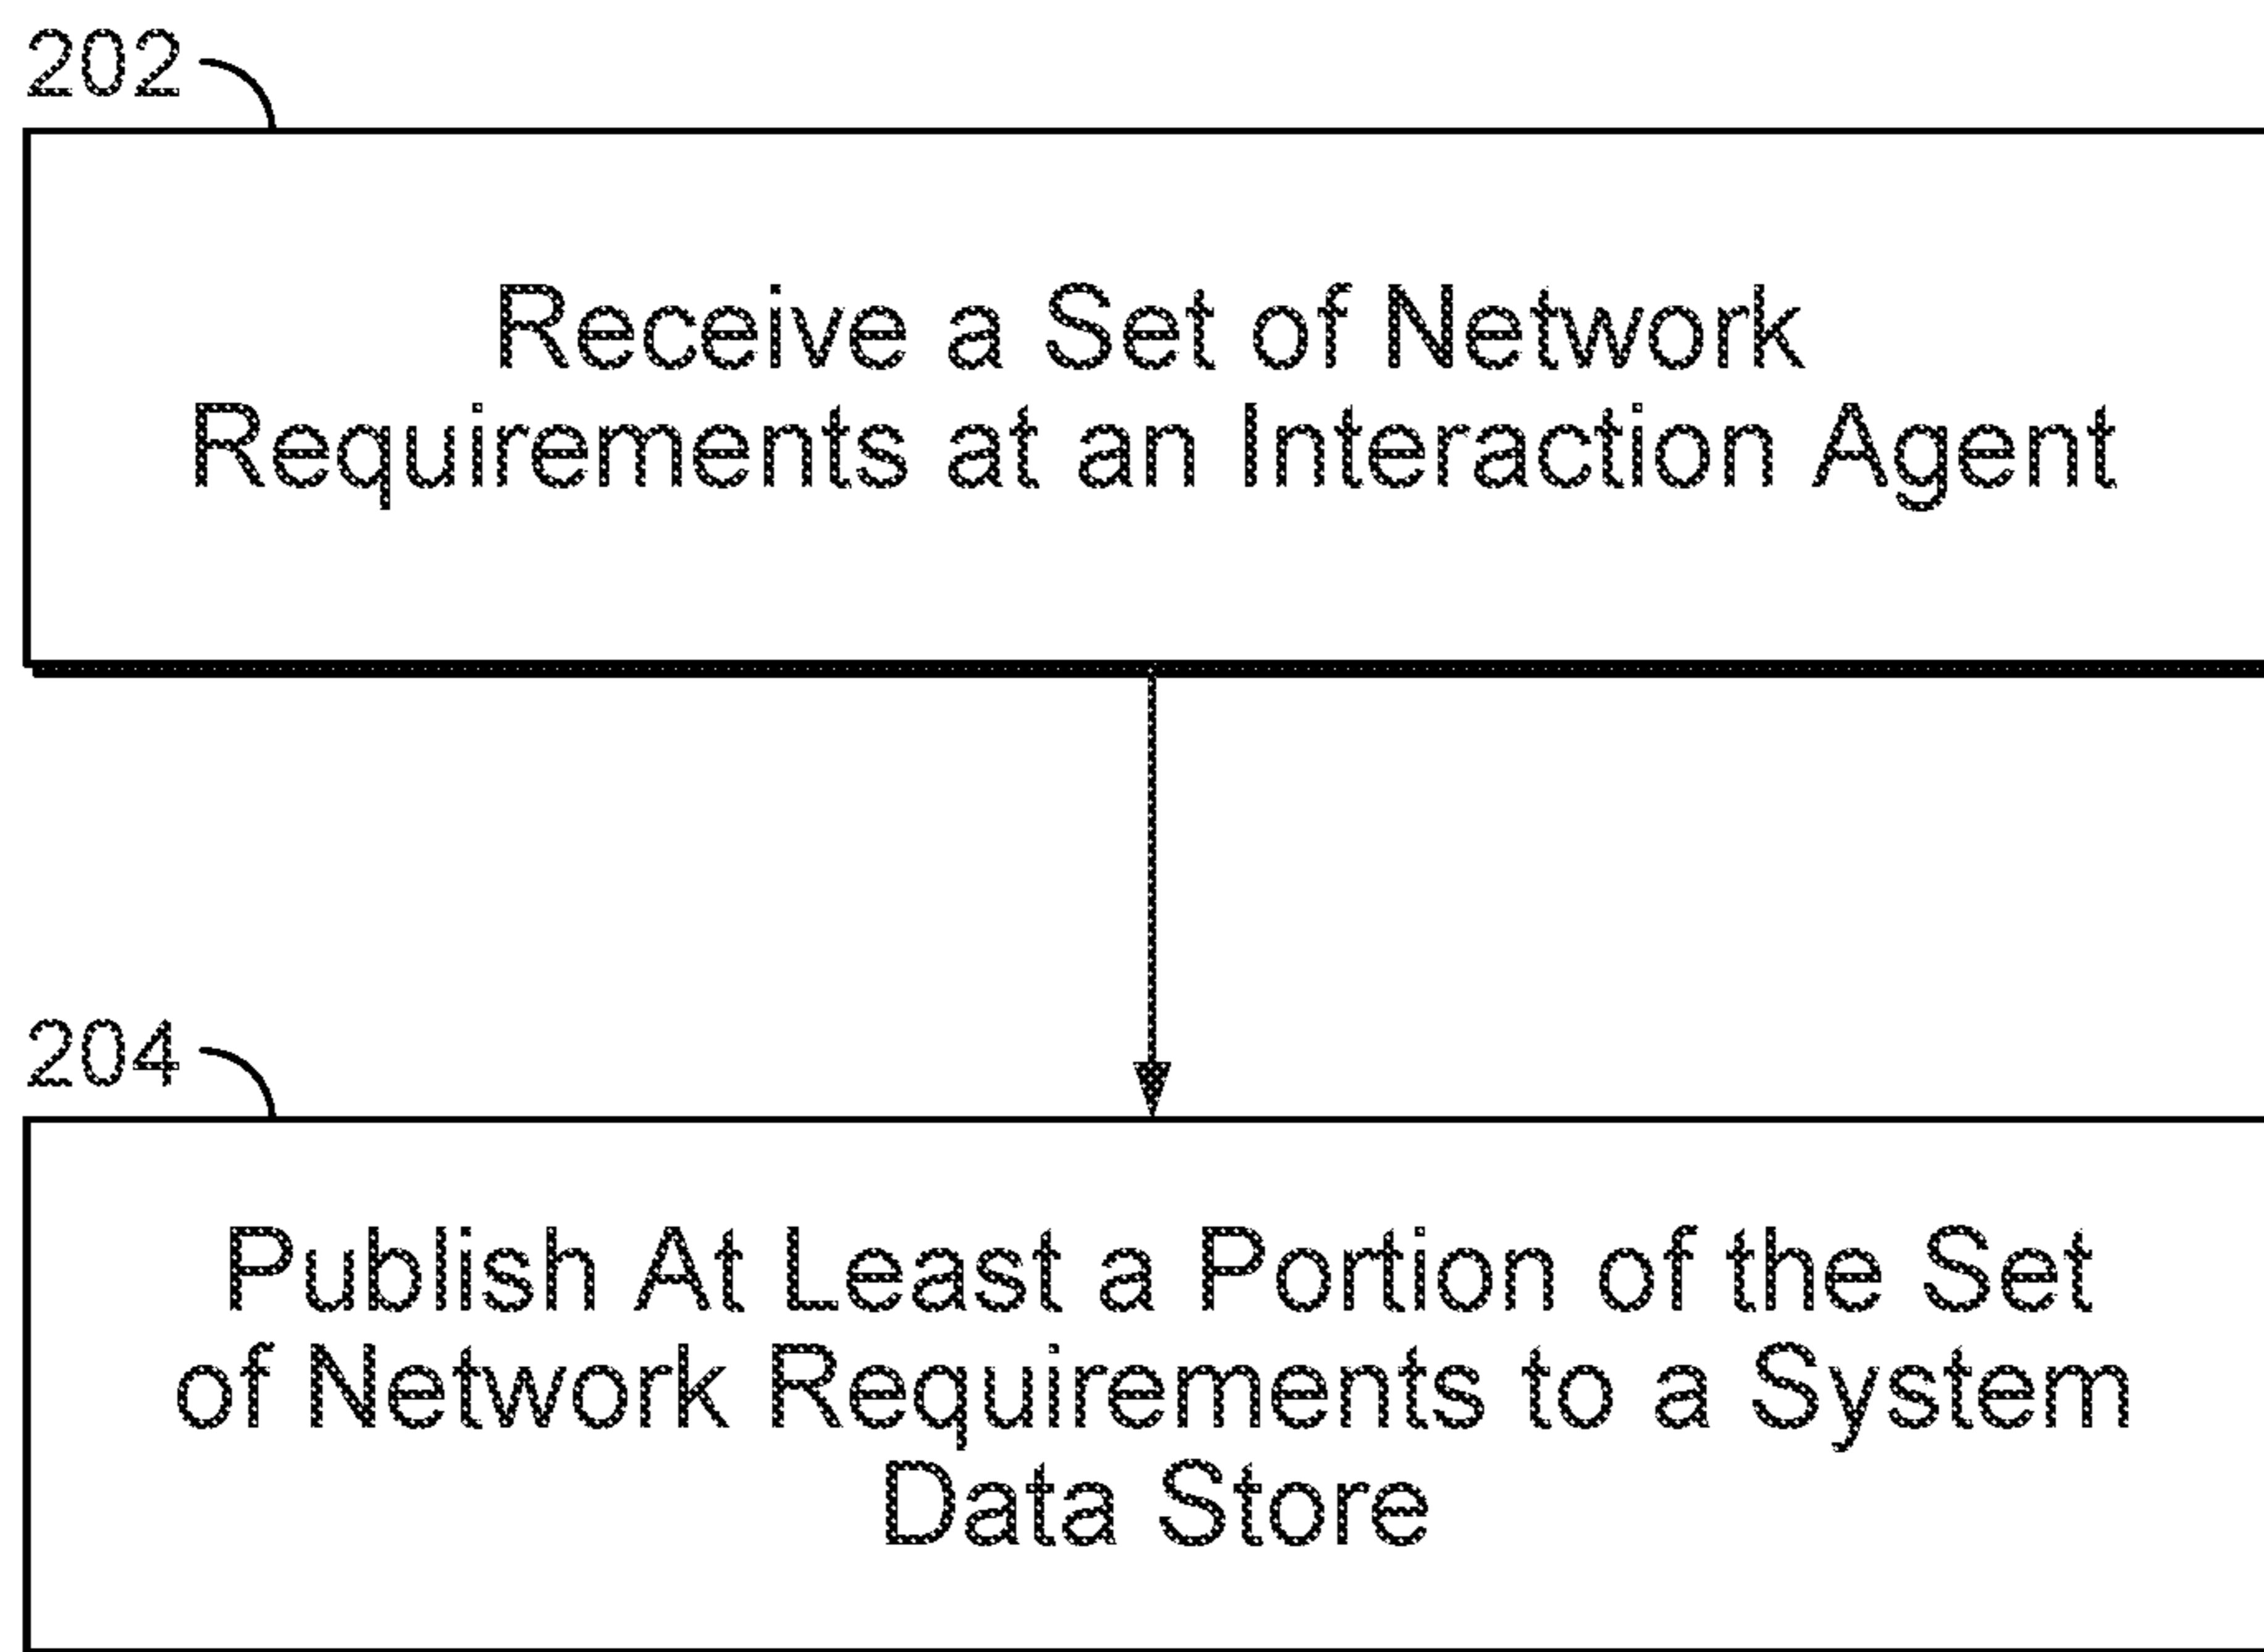 202
Receive a Set of Network
Requirements at an Interaction Agent
204
Publish At Least a Portion of the Set
of Network Requirements to a System
Data Store